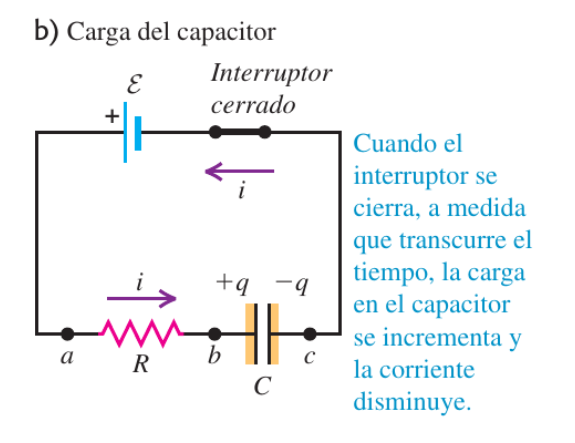 b) Carga del capacitor
ℰ
Interruptor
cerrado
+
i
Cuando el
interruptor se
cierra, a medida
que transcurre el
tiempo, la carga
en el capacitor
se incrementa y
la corriente
disminuye.
i
+q −q
a
R
b
c
C